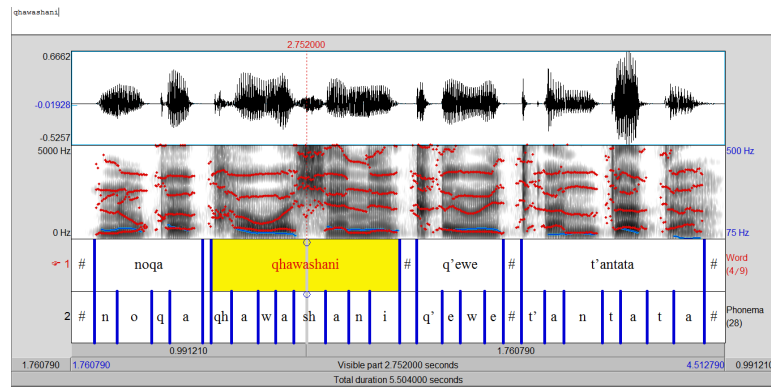 qhawashani
2.752000
0.6662
-0.01928
-0.5257
5000 Hz
500 Hz
0 Hz
75 Hz
1 # noqa qhawashani # q'ewe # t'antata # Word (4/9)
2 # n o q a qh a w a sh a n i q' e w e # t' a n t a t a # Phonema (28)
0.991210 1.760790
1.760790 1.760790 Visible part 2.752000 seconds 4.512790 0.991210
Total duration 5.504000 seconds